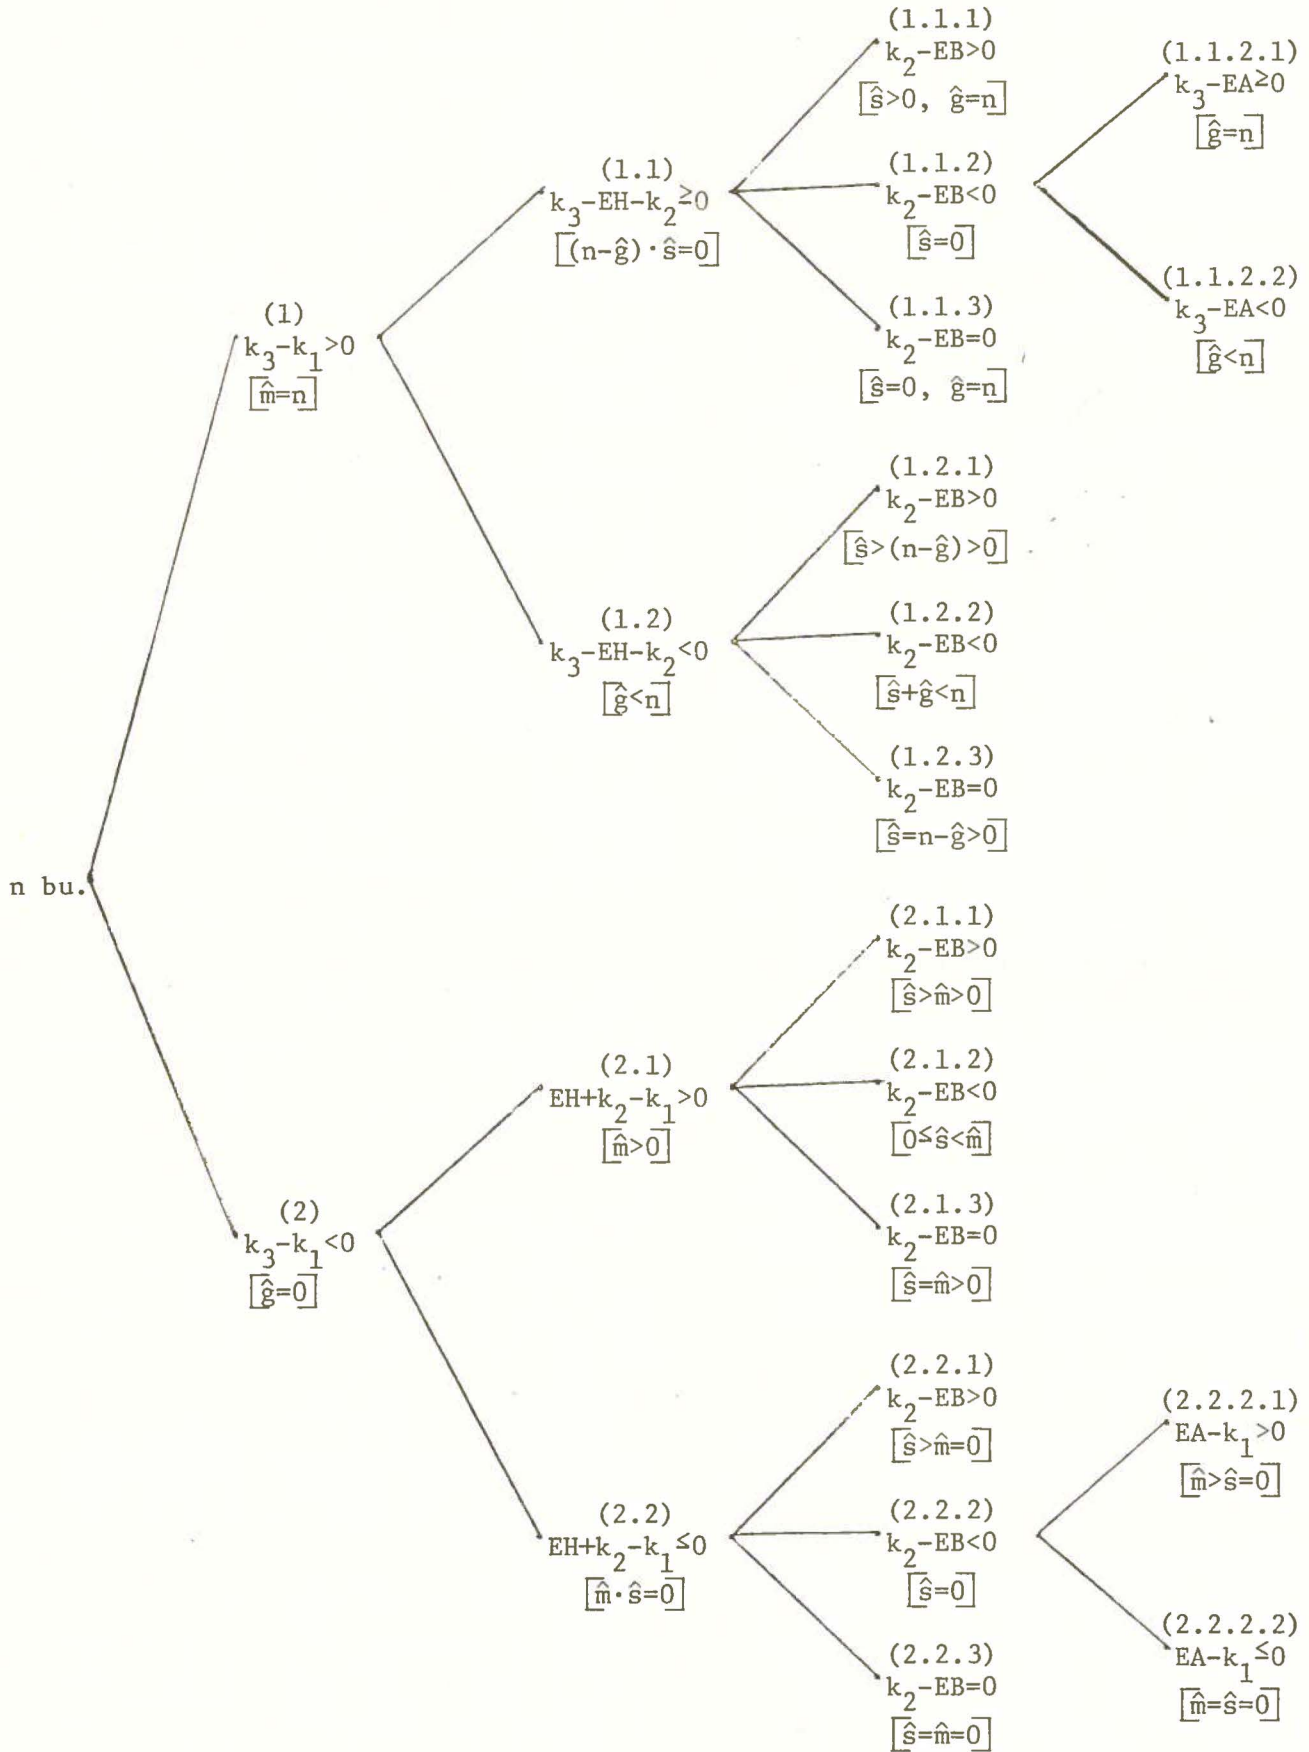 (1.1.1)
k₂-EB>0
[ŝ>0, ĝ=n]
(1.1.2.1)
k₃-EA≥0
[ĝ=n]
(1.1)
k₃-EH-k₂≥0
[(n-ĝ)·ŝ=0]
(1.1.2)
k₂-EB<0
[ŝ=0]
(1.1.2.2)
k₃-EA<0
[ĝ<n]
(1)
k₃-k₁>0
[m̂=n]
(1.1.3)
k₂-EB=0
[ŝ=0, ĝ=n]
(1.2.1)
k₂-EB>0
[ŝ>(n-ĝ)>0]
(1.2)
k₃-EH-k₂<0
[ĝ<n]
(1.2.2)
k₂-EB<0
[ŝ+ĝ<n]
(1.2.3)
k₂-EB=0
[ŝ=n-ĝ>0]
n bu.
(2.1.1)
k₂-EB>0
[ŝ>m̂>0]
(2.1)
EH+k₂-k₁>0
[m̂>0]
(2.1.2)
k₂-EB<0
[0≤ŝ<m̂]
(2)
k₃-k₁<0
[ĝ=0]
(2.1.3)
k₂-EB=0
[ŝ=m̂>0]
(2.2.1)
k₂-EB>0
[ŝ>m̂=0]
(2.2.2.1)
EA-k₁>0
[m̂>ŝ=0]
(2.2)
EH+k₂-k₁≤0
[m̂·ŝ=0]
(2.2.2)
k₂-EB<0
[ŝ=0]
(2.2.2.2)
EA-k₁≤0
[m̂=ŝ=0]
(2.2.3)
k₂-EB=0
[ŝ=m̂=0]